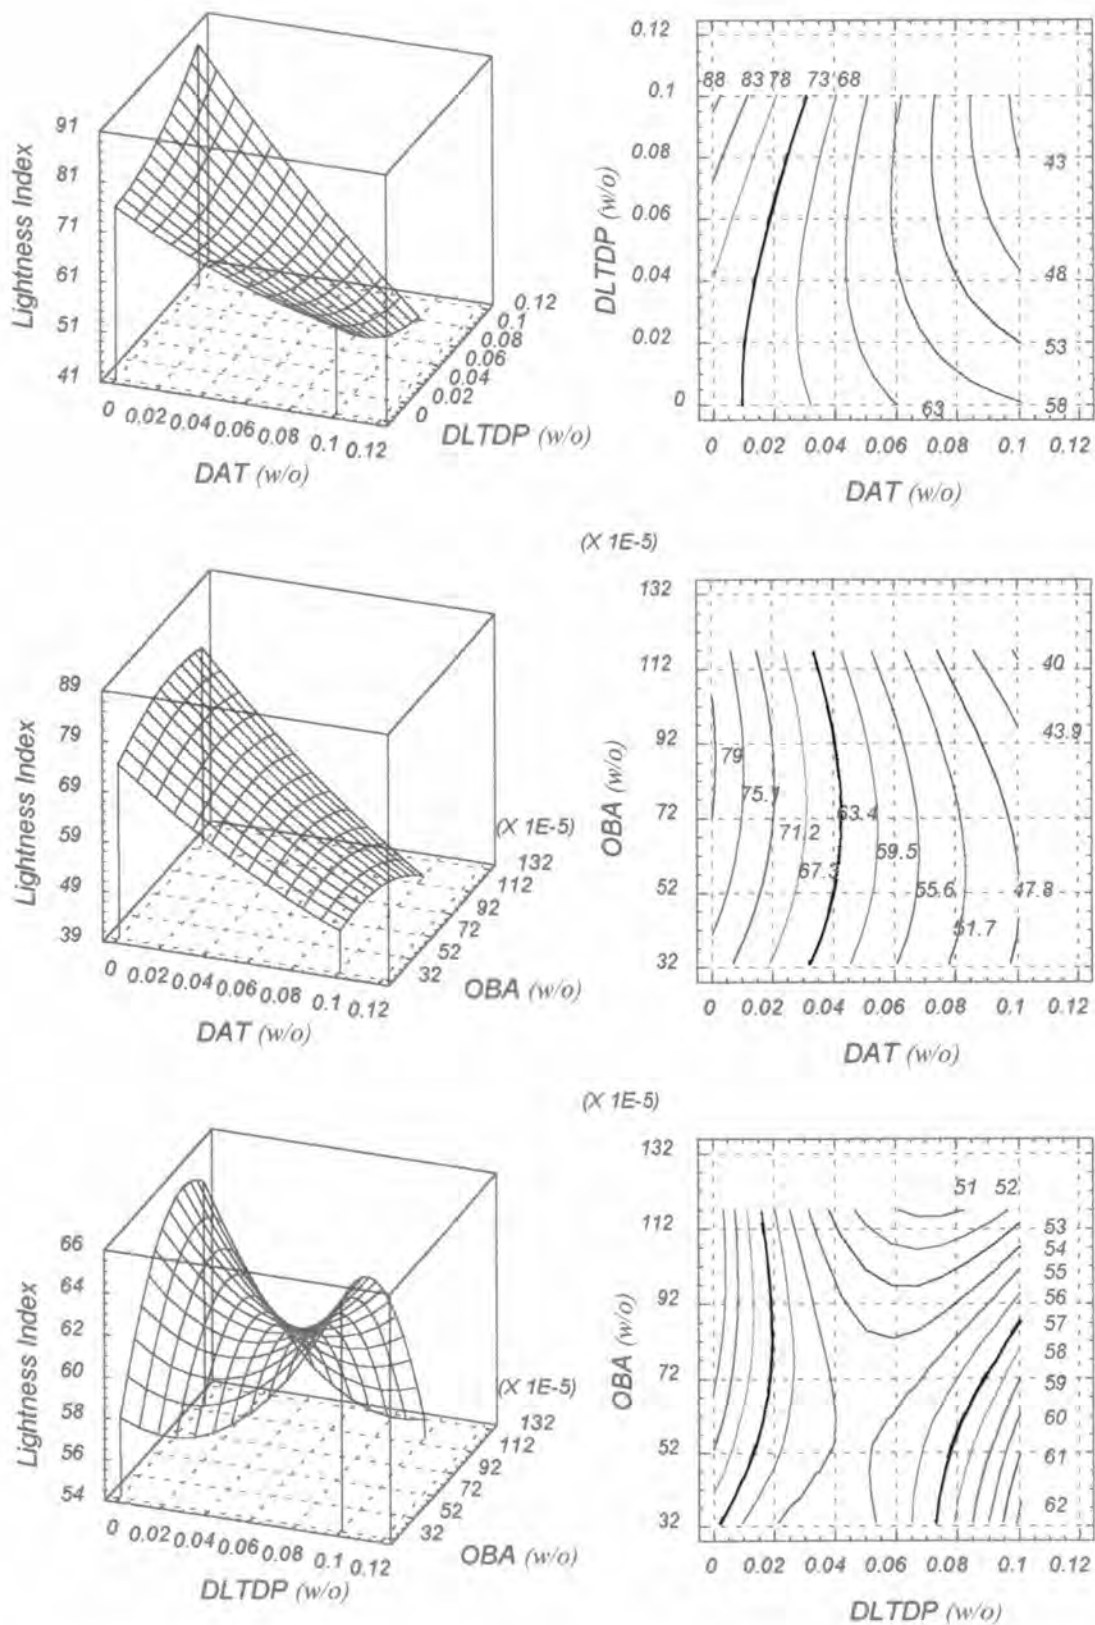 91
81
71
61
51
41
Lightness Index
0 0.02 0.04 0.06 0.08 0.1 0.12
DAT (w/o)
0 0.02 0.04 0.06 0.08 0.1 0.12
DLTDP (w/o)
0.12
0.1
0.08
0.06
0.04
0.02
0
DLTDP (w/o)
88 83 78 73 68
43
48
53
58
63
0 0.02 0.04 0.06 0.08 0.1 0.12
DAT (w/o)
89
79
69
59
49
39
Lightness Index
0 0.02 0.04 0.06 0.08 0.1 0.12
DAT (w/o)
(X 1E-5)
132
112
92
72
52
32
OBA (w/o)
(X 1E-5)
132
112
92
72
52
32
OBA (w/o)
40
43.9
79
75.1
71.2
67.3
63.4
59.5
55.6
51.7
47.8
0 0.02 0.04 0.06 0.08 0.1 0.12
DAT (w/o)
66
64
62
60
58
56
54
Lightness Index
0 0.02 0.04 0.06 0.08 0.1 0.12
DLTDP (w/o)
(X 1E-5)
132
112
92
72
52
32
OBA (w/o)
(X 1E-5)
132
112
92
72
52
32
OBA (w/o)
51 52
53
54
55
56
57
58
59
60
61
62
0 0.02 0.04 0.06 0.08 0.1 0.12
DLTDP (w/o)